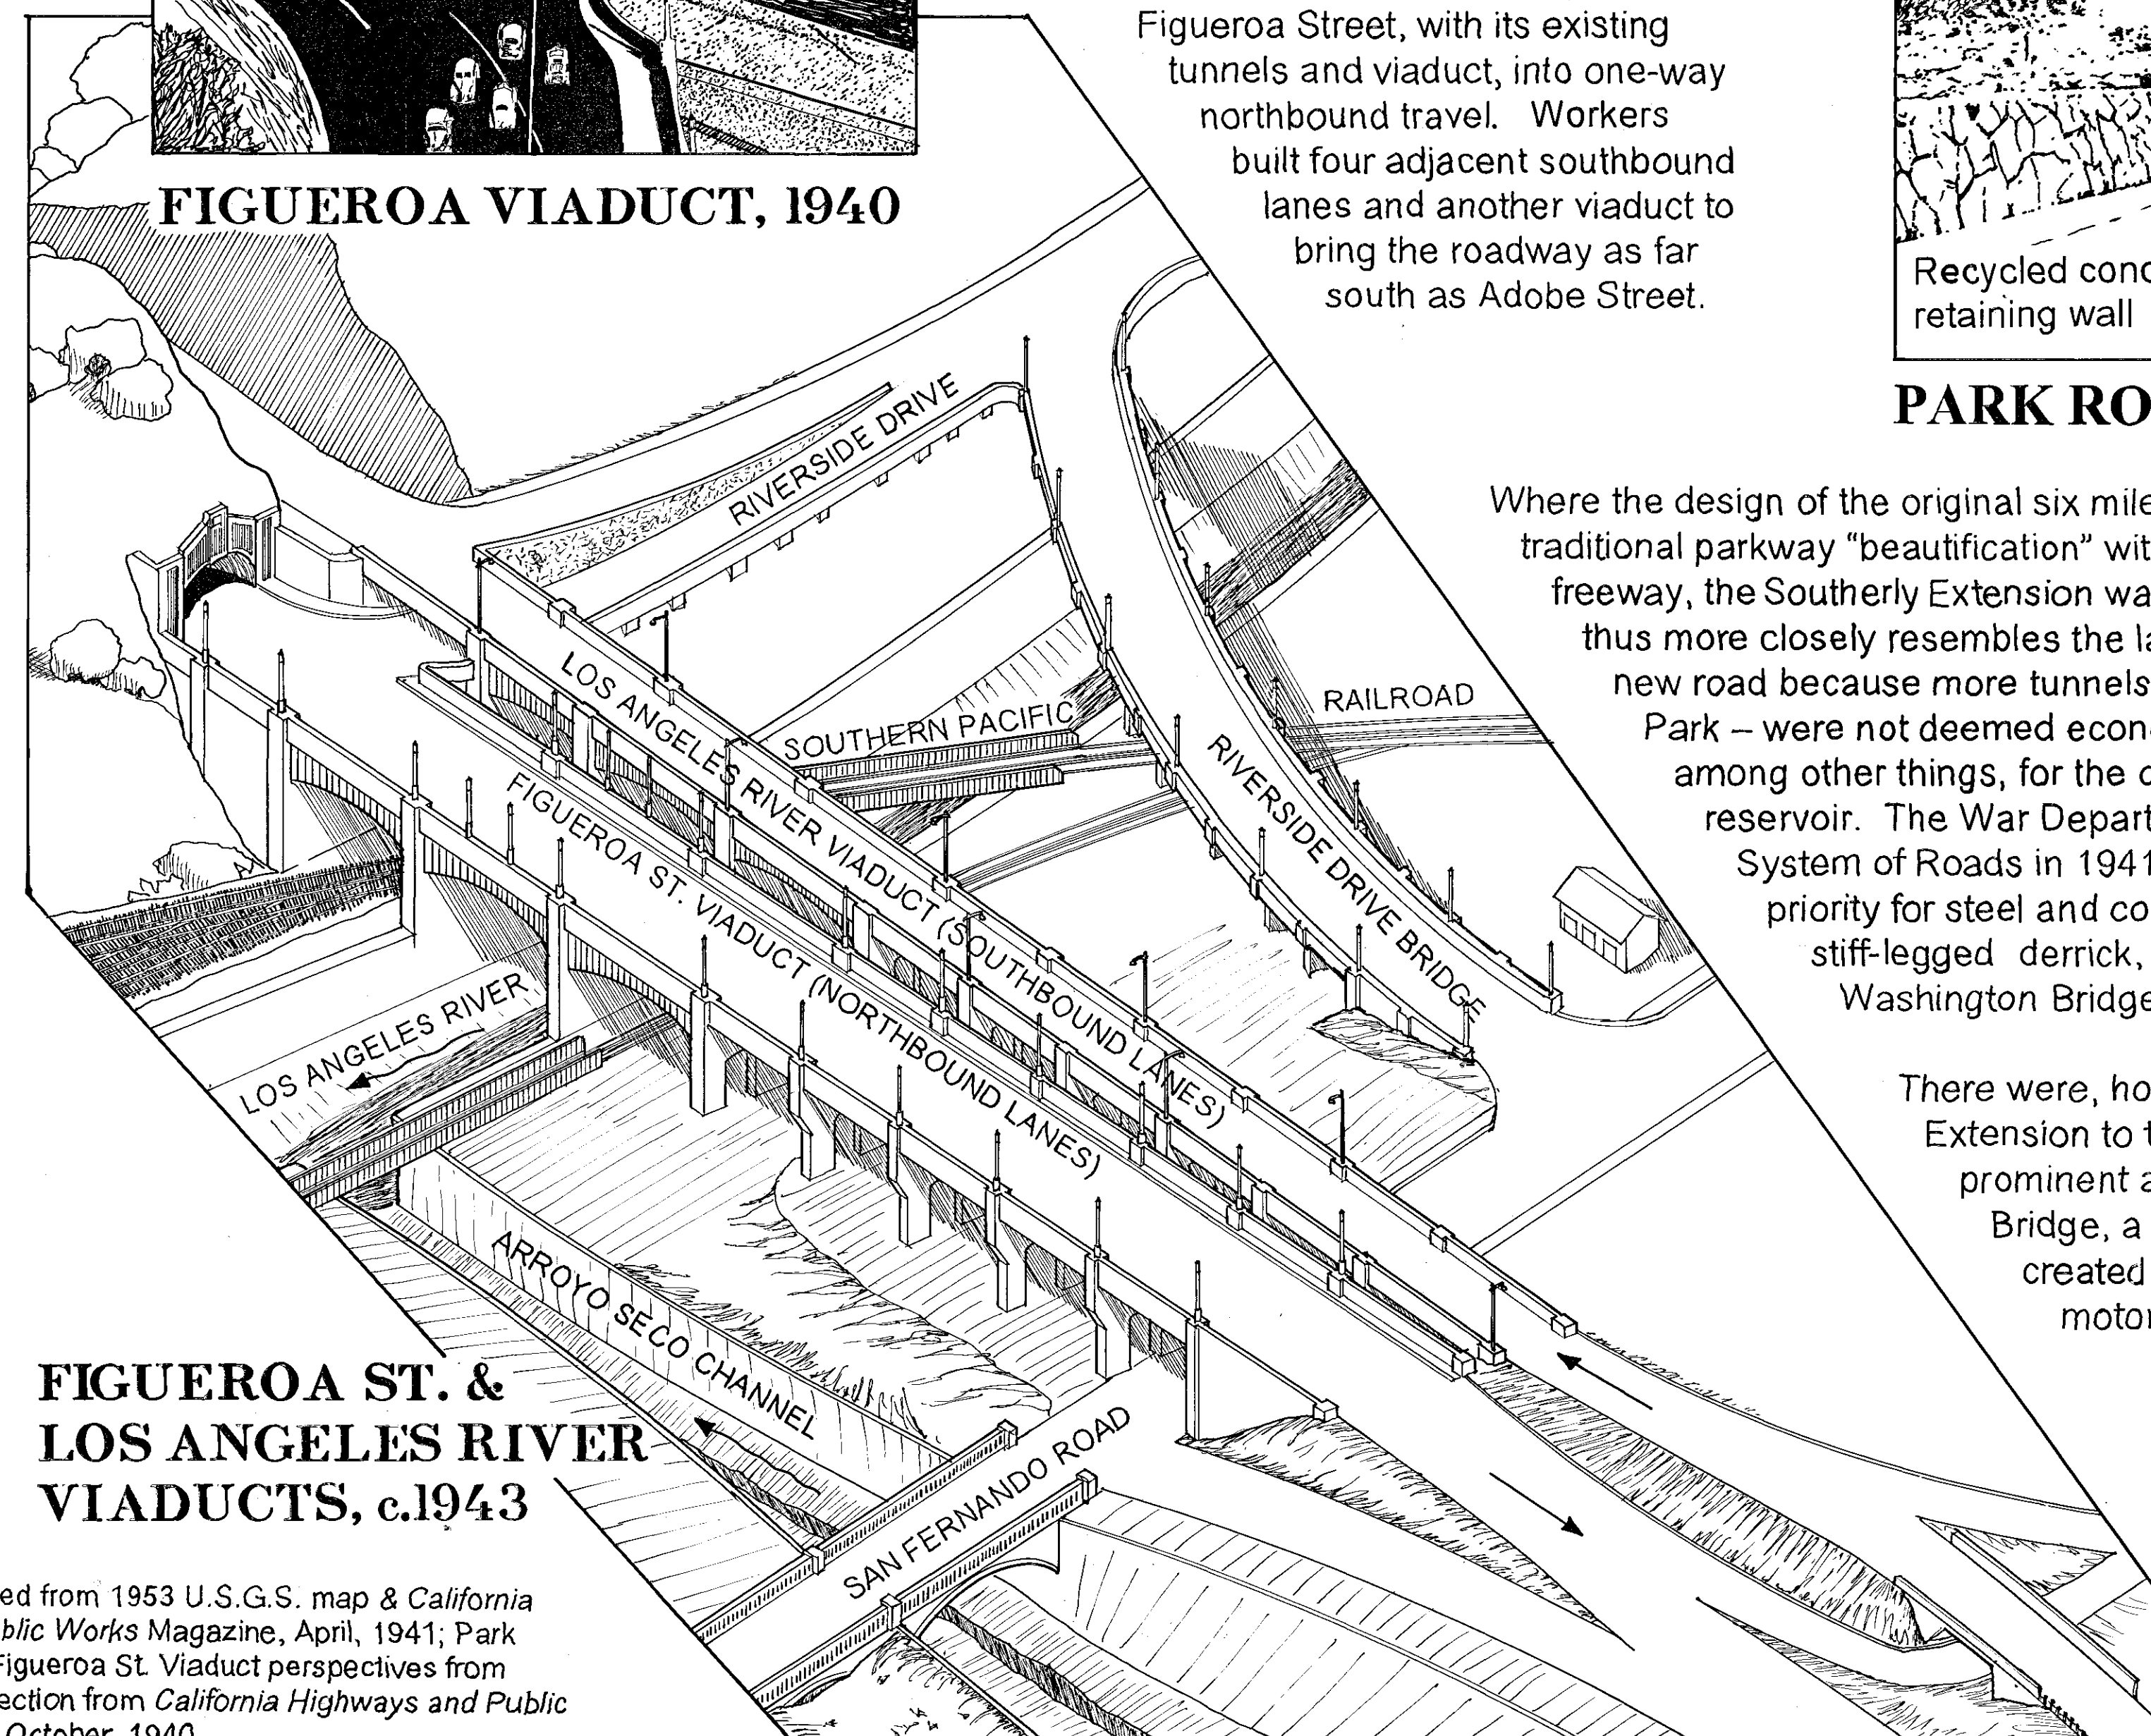 FIGUEROA VIADUCT, 1940
Figueroa Street, with its existing
tunnels and viaduct, into one-way
northbound travel. Workers
built four adjacent southbound
lanes and another viaduct to
bring the roadway as far
south as Adobe Street.
Recycled conc
retaining wall
PARK RO
Where the design of the original six mile
traditional parkway “beautification” wit
freeway, the Southerly Extension wa
thus more closely resembles the la
new road because more tunnels
Park – were not deemed econ
among other things, for the c
reservoir. The War Depart
System of Roads in 1941
priority for steel and co
stiff-legged derrick,
Washington Bridge
There were, ho
Extension to t
prominent a
Bridge, a
created
motor
RIVERSIDE DRIVE
LOS ANGELES RIVER VIADUCT (SOUTHBOUND LANES)
SOUTHERN PACIFIC
RAILROAD
RIVERSIDE DRIVE BRIDGE
FIGUEROA ST. VIADUCT (NORTHBOUND LANES)
LOS ANGELES RIVER
ARROYO SECO CHANNEL
SAN FERNANDO ROAD
FIGUEROA ST. &
LOS ANGELES RIVER
VIADUCTS, c.1943
ed from 1953 U.S.G.S. map & California
blic Works Magazine, April, 1941; Park
Figueroa St. Viaduct perspectives from
ection from California Highways and Public
October, 1940